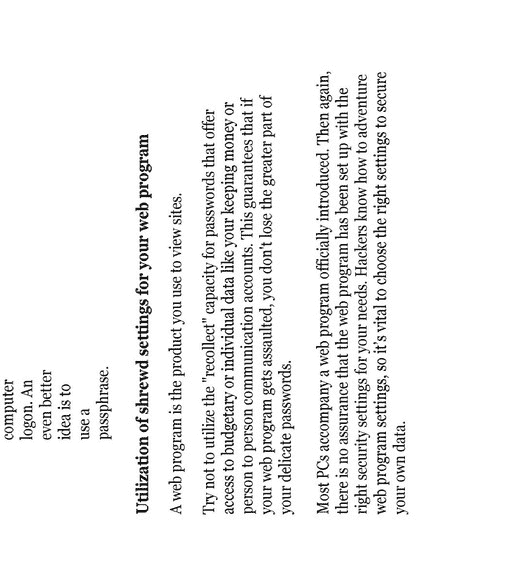 computer
logon. An
even better
idea is to
use a
passphrase.
Utilization of shrewd settings for your web program
A web program is the product you use to view sites.
Try not to utilize the "recollect" capacity for passwords that offer
access to budgetary or individual data like your keeping money or
person to person communication accounts. This guarantees that if
your web program gets assaulted, you don't lose the greater part of
your delicate passwords.
Most PCs accompany a web program officially introduced. Then again,
there is no assurance that the web program has been set up with the
right security settings for your needs. Hackers know how to adventure
web program settings, so it's vital to choose the right settings to secure
your own data.